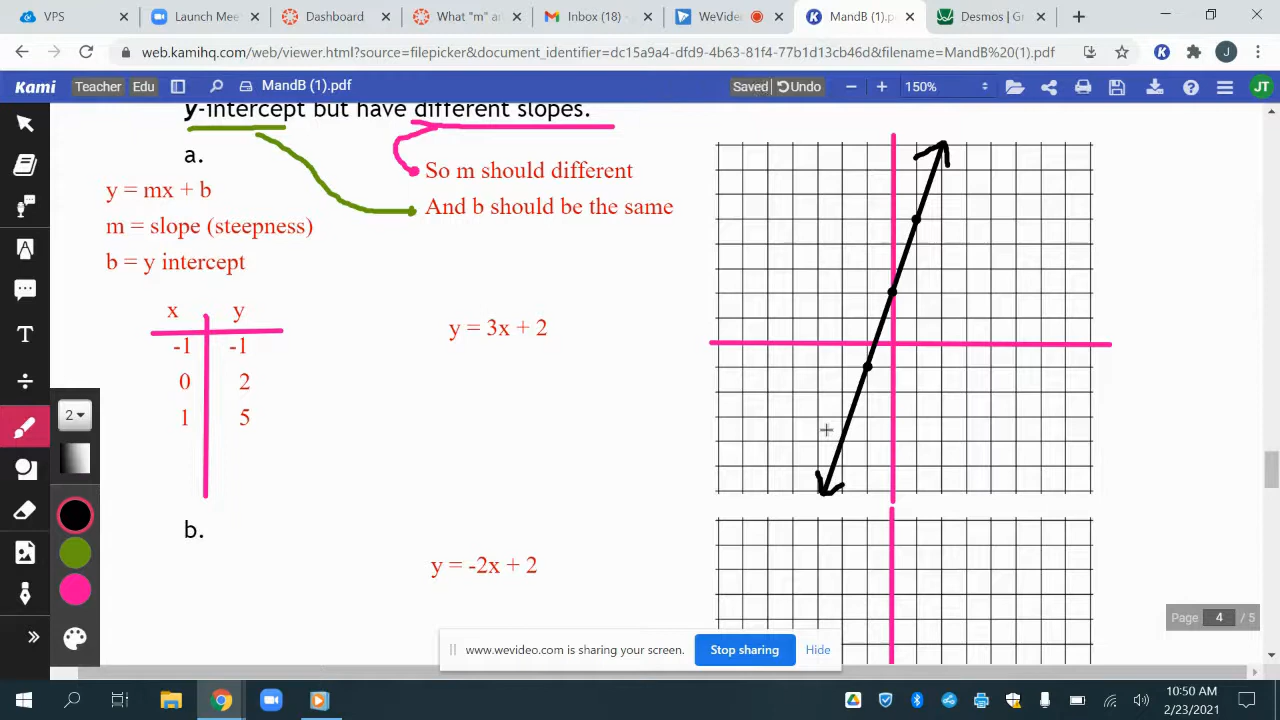 VPS
Launch Mee
Dashboard
What "m" ar
Inbox (18) -
WeVideo
MandB (1).p
Desmos | Gr
web.kamihq.com/web/viewer.html?source=filepicker&document_identifier=dc15a9a4-dfd9-4b63-81f4-77b1d13cb46d&filename=MandB%20(1).pdf
K
J
Kami
Teacher
Edu
MandB (1).pdf
Saved
Undo
150%
JT
y-intercept but have different slopes.
a.
So m should different
y = mx + b
And b should be the same
m = slope (steepness)
b = y intercept
x y
y = 3x + 2
-1 -1
0 2
1 5
2
b.
y = -2x + 2
Page 4 / 5
www.wevideo.com is sharing your screen.
Stop sharing
Hide
10:50 AM
2/23/2021